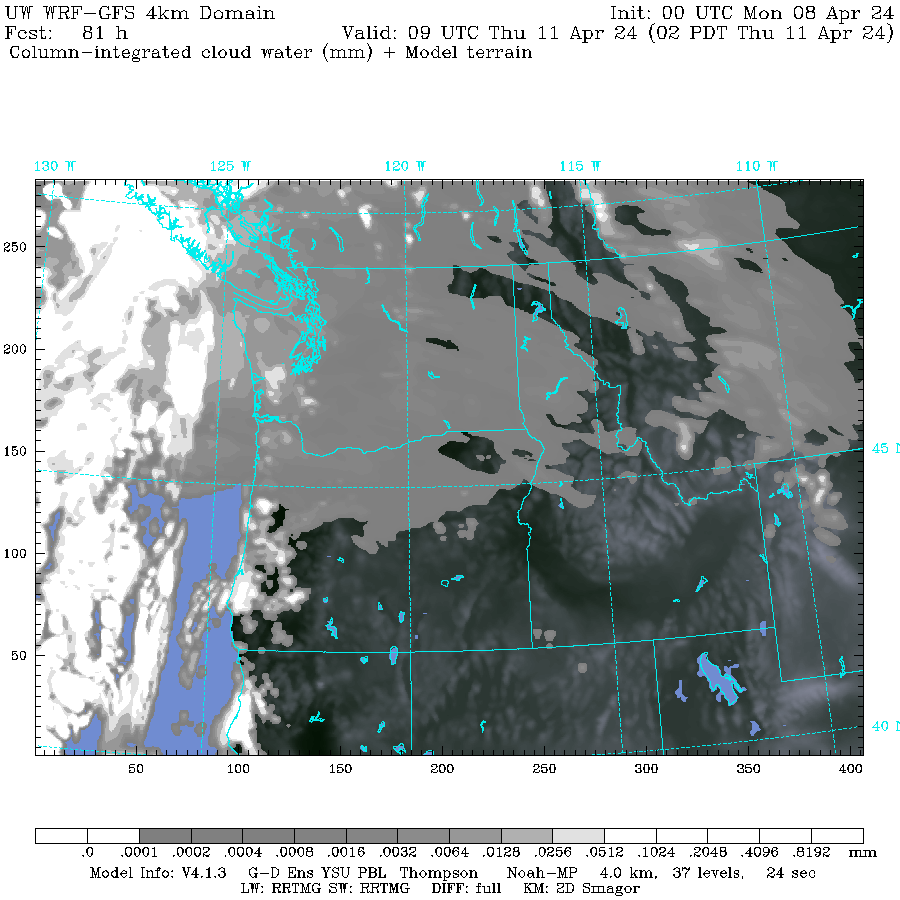 UW WRF-GFS 4km Domain Init: 00 UTC Mon 08 Apr 24
Fcst: 81 h Valid: 09 UTC Thu 11 Apr 24 (02 PDT Thu 11 Apr 24)
Column-integrated cloud water (mm) + Model terrain
130 W 125 W 120 W 115 W 110 W
250
200
150
45 N
100
50
40 N
50 100 150 200 250 300 350 400
.0 .0001 .0002 .0004 .0008 .0016 .0032 .0064 .0128 .0256 .0512 .1024 .2048 .4096 .8192 mm
Model Info: V4.1.3 G-D Ens YSU PBL Thompson Noah-MP 4.0 km, 37 levels, 24 sec
LW: RRTMG SW: RRTMG DIFF: full KM: 2D Smagor